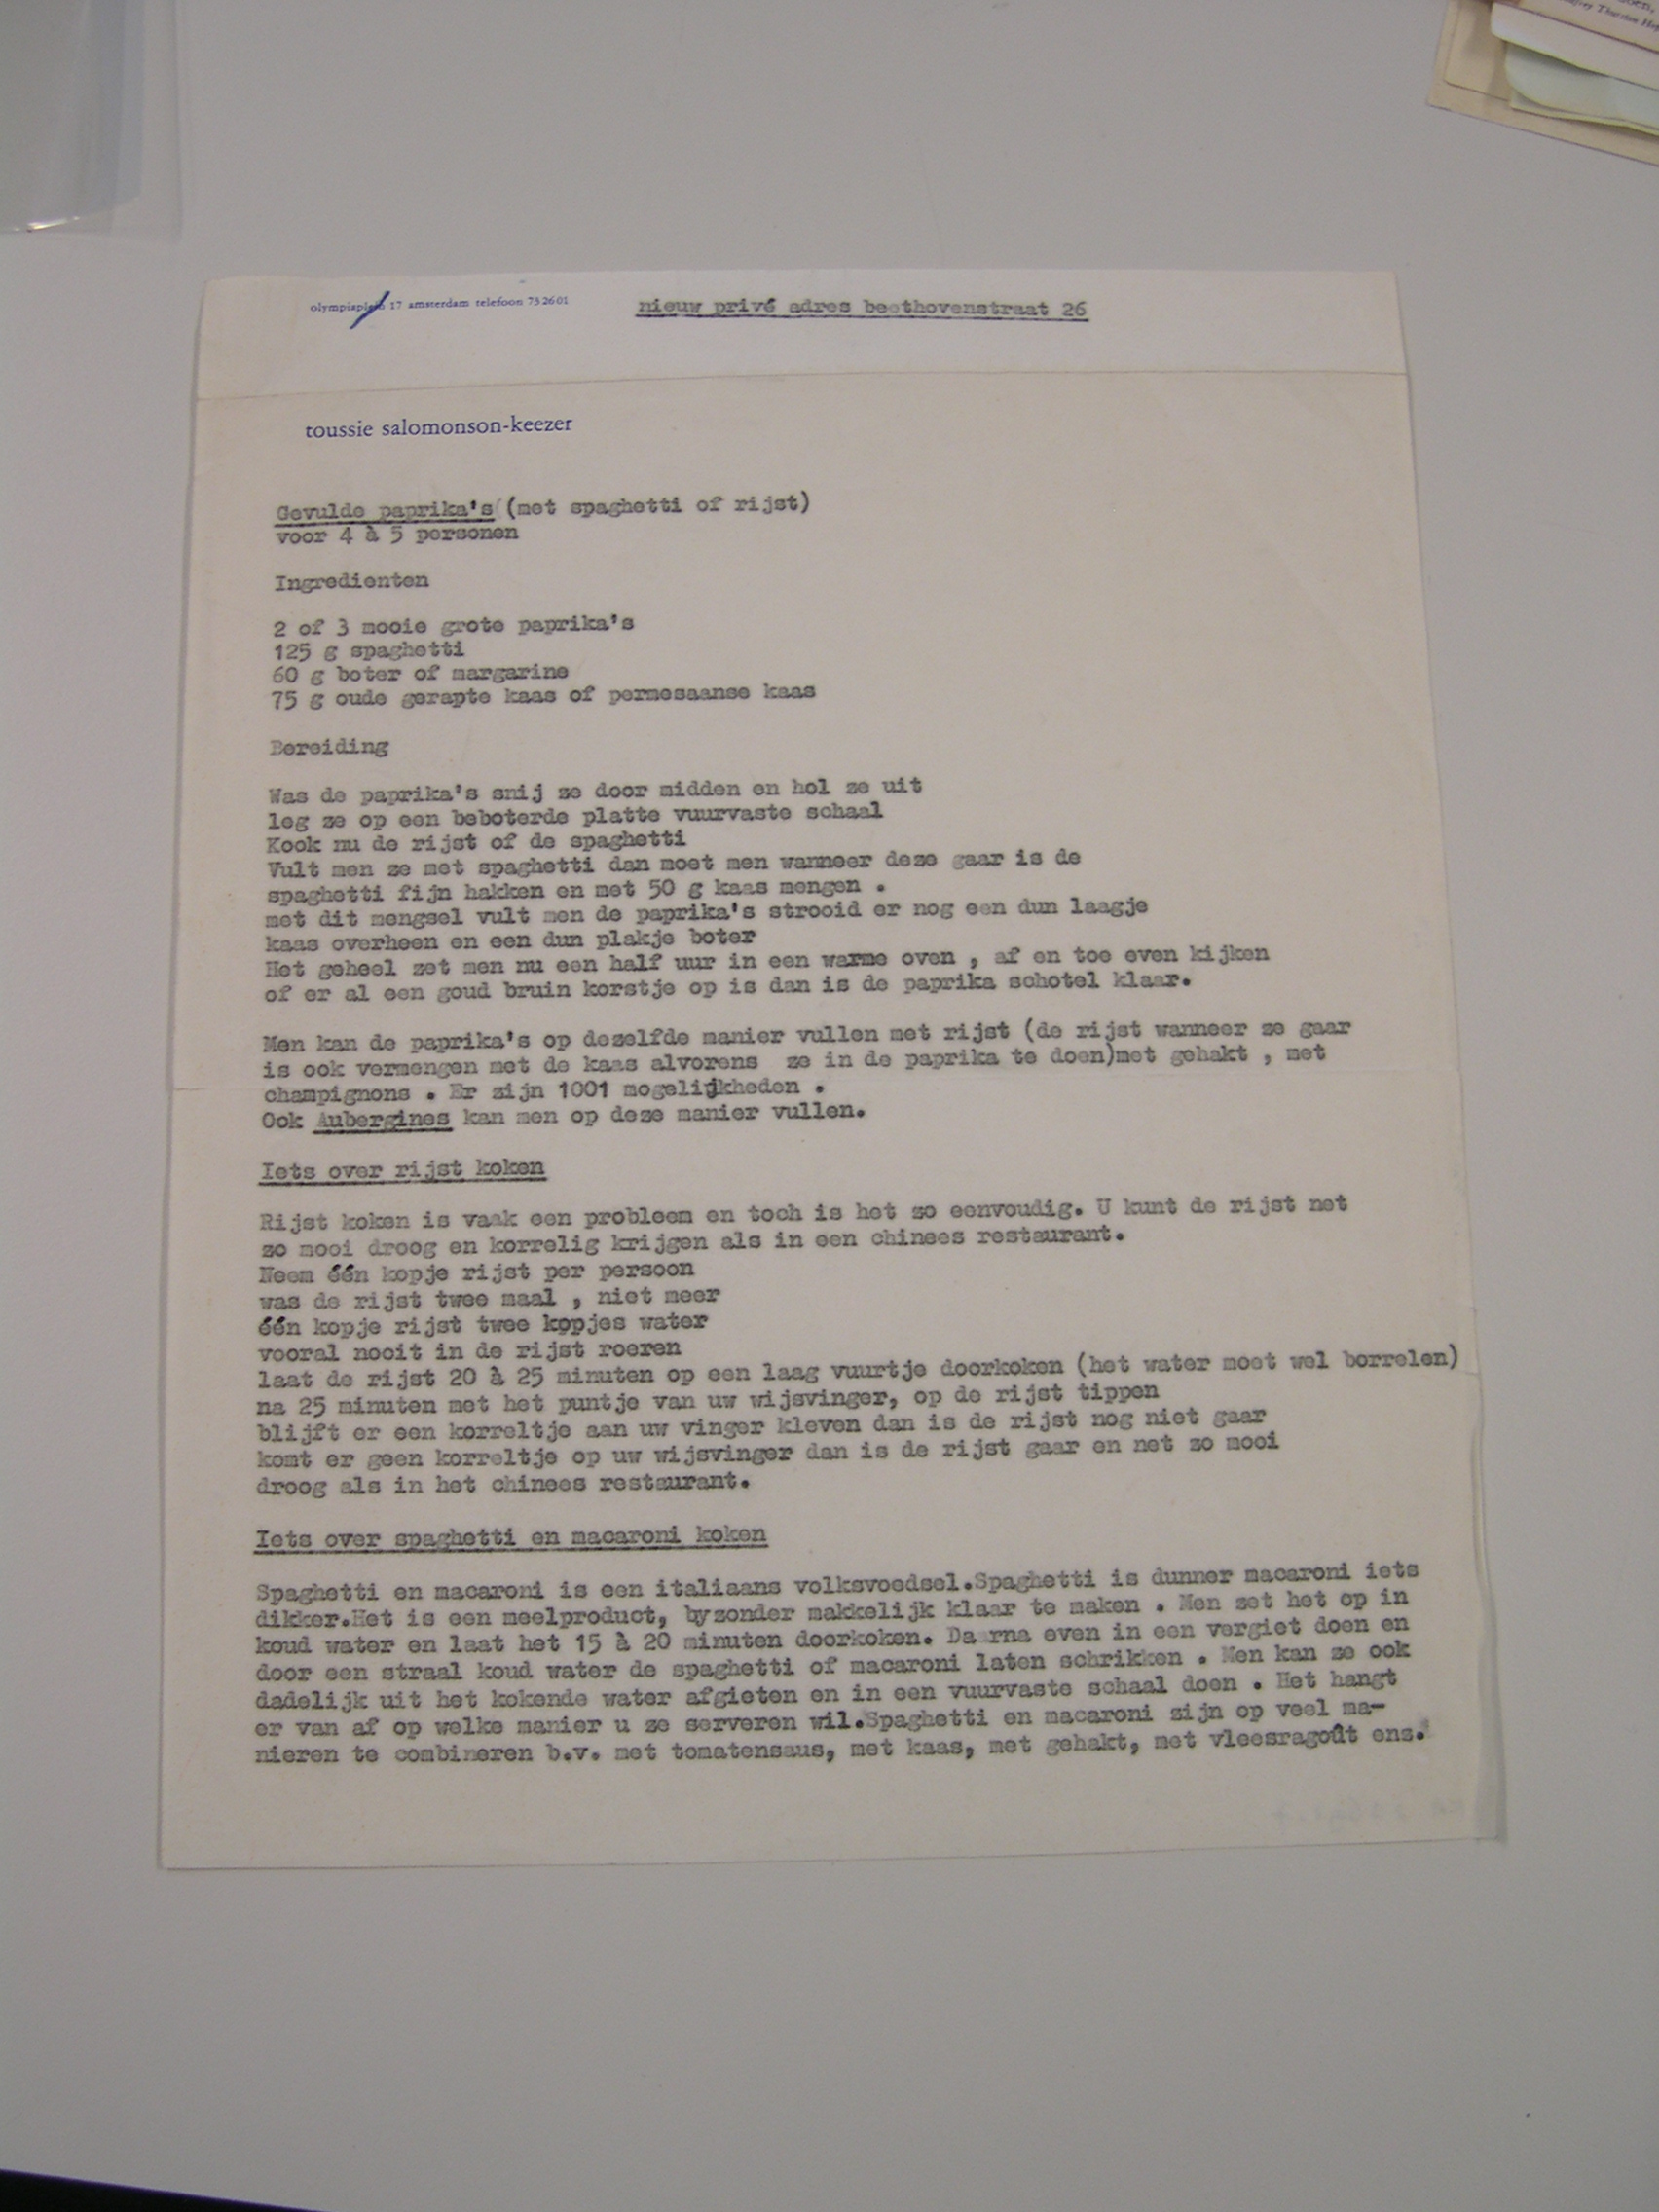 olympiaplein 17 amsterdam telefoon 732601
nieuw privé adres beethovenstraat 26
toussie salomonson-keezer
Gevulde paprika's (met spaghetti of rijst)
voor 4 à 5 personen
Ingredienten
2 of 3 mooie grote paprika's
125 g spaghetti
60 g boter of margarine
75 g oude gerapte kaas of permesaanse kaas
Bereiding
Was de paprika's snij ze door midden en hol ze uit
leg ze op een beboterde platte vuurvaste schaal
Kook nu de rijst of de spaghetti
Vult men ze met spaghetti dan moet men wanneer deze gaar is de
spaghetti fijn hakken en met 50 g kaas mengen .
met dit mengsel vult men de paprika's strooid er nog een dun laagje
kaas overheen en een dun plakje boter
Het geheel zet men nu een half uur in een warme oven , af en toe even kijken
of er al een goud bruin korstje op is dan is de paprika schotel klaar.
Men kan de paprika's op dezelfde manier vullen met rijst (de rijst wanneer ze gaar
is ook vermengen met de kaas alvorens ze in de paprika te doen)met gehakt , met
champignons . Er zijn 1001 mogelijkheden .
Ook Aubergines kan men op deze manier vullen.
Iets over rijst koken
Rijst koken is vaak een probleem en toch is het zo eenvoudig. U kunt de rijst net
zo mooi droog en korrelig krijgen als in een chinees restaurant.
Neem één kopje rijst per persoon
was de rijst twee maal , niet meer
één kopje rijst twee kopjes water
vooral nooit in de rijst roeren
laat de rijst 20 à 25 minuten op een laag vuurtje doorkoken (het water moet wel borrelen)
na 25 minuten met het puntje van uw wijsvinger, op de rijst tippen
blijft er een korreltje aan uw vinger kleven dan is de rijst nog niet gaar
komt er geen korreltje op uw wijsvinger dan is de rijst gaar en net zo mooi
droog als in het chinees restaurant.
Iets over spaghetti en macaroni koken
Spaghetti en macaroni is een italiaans volksvoedsel.Spaghetti is dunner macaroni iets
dikker.Het is een meelproduct, byzonder makkelijk klaar te maken . Men zet het op in
koud water en laat het 15 à 20 minuten doorkoken. Daarna even in een vergiet doen en
door een straal koud water de spaghetti of macaroni laten schrikken . Men kan ze ook
dadelijk uit het kokende water afgieten en in een vuurvaste schaal doen . Het hangt
er van af op welke manier u ze serveren wil.Spaghetti en macaroni zijn op veel ma-
nieren te combineren b.v. met tomatensaus, met kaas, met gehakt, met vleesragoût enz.